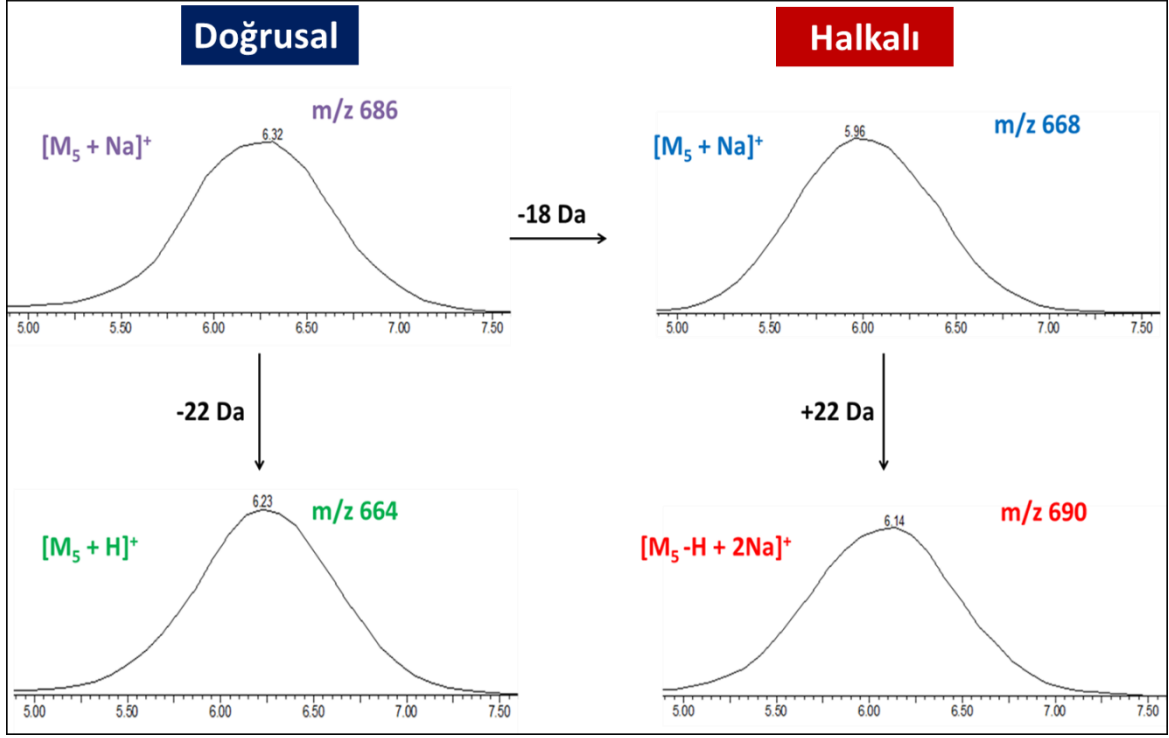 Doğrusal
Halkalı
m/z 686
[M₅ + Na]⁺
6.32
5.00 5.50 6.00 6.50 7.00 7.50
-18 Da
m/z 668
[M₅ + Na]⁺
5.96
5.00 5.50 6.00 6.50 7.00 7.50
-22 Da
+22 Da
m/z 664
[M₅ + H]⁺
6.23
5.00 5.50 6.00 6.50 7.00 7.50
m/z 690
[M₅ -H + 2Na]⁺
6.14
5.00 5.50 6.00 6.50 7.00 7.50